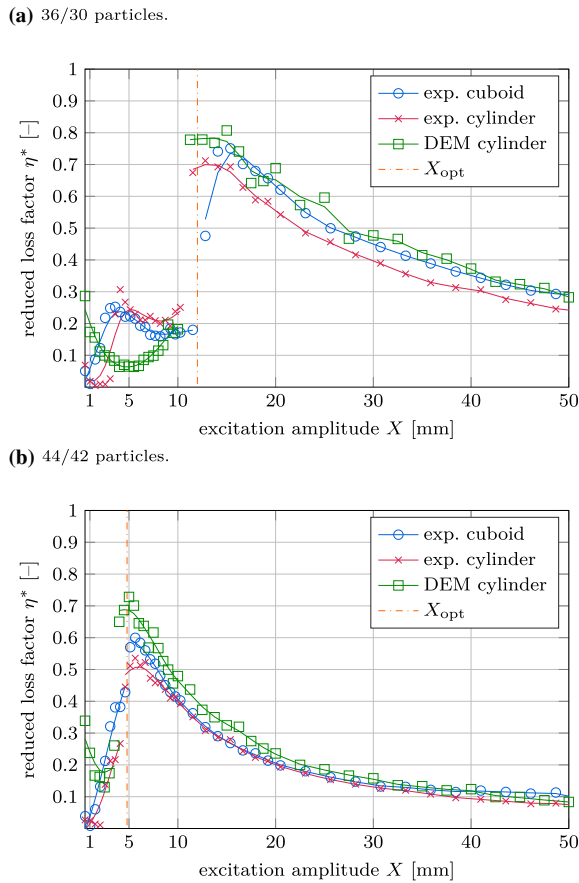 (a) 36/30 particles.
1
0.9
0.8
0.7
0.6
0.5
0.4
0.3
0.2
0.1
reduced loss factor η* [–]
exp. cuboid
exp. cylinder
DEM cylinder
Xopt
1 5 10 20 30 40 50
excitation amplitude X [mm]
(b) 44/42 particles.
1
0.9
0.8
0.7
0.6
0.5
0.4
0.3
0.2
0.1
reduced loss factor η* [–]
exp. cuboid
exp. cylinder
DEM cylinder
Xopt
1 5 10 20 30 40 50
excitation amplitude X [mm]